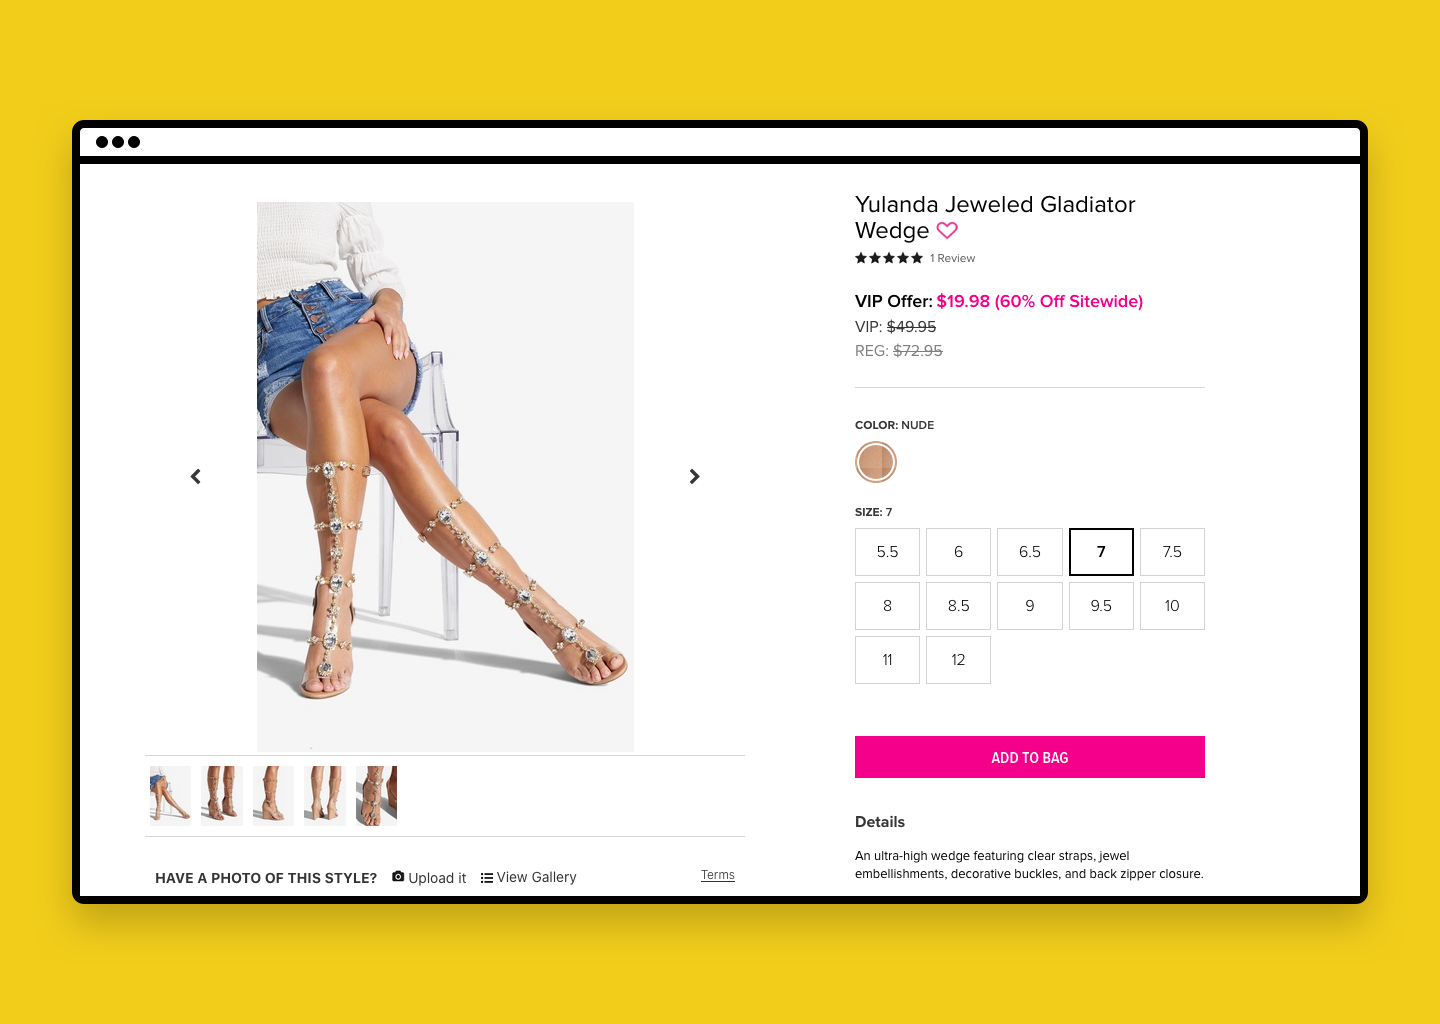 Yulanda Jeweled Gladiator
Wedge
1 Review
VIP Offer: $19.98 (60% Off Sitewide)
VIP: $49.95
REG: $72.95
COLOR: NUDE
SIZE: 7
5.5 6 6.5 7 7.5
8 8.5 9 9.5 10
11 12
ADD TO BAG
Details
An ultra-high wedge featuring clear straps, jewel
embellishments, decorative buckles, and back zipper closure.
HAVE A PHOTO OF THIS STYLE? Upload it View Gallery Terms